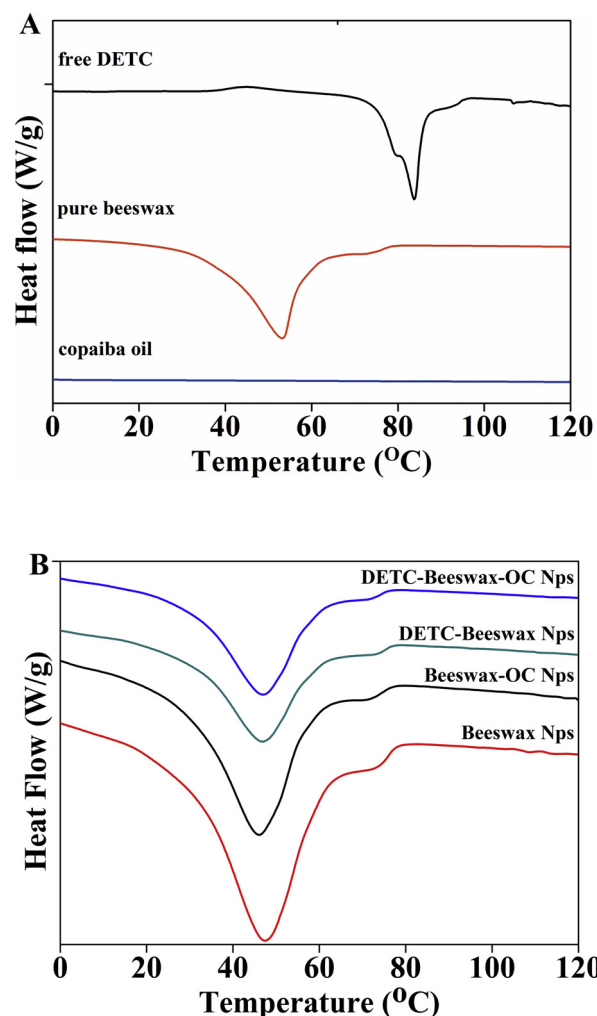 A
free DETC
pure beeswax
copaiba oil
Heat flow (W/g)
0 20 40 60 80 100 120
Temperature (OC)
B
DETC-Beeswax-OC Nps
DETC-Beeswax Nps
Beeswax-OC Nps
Beeswax Nps
Heat Flow (W/g)
0 20 40 60 80 100 120
Temperature (OC)